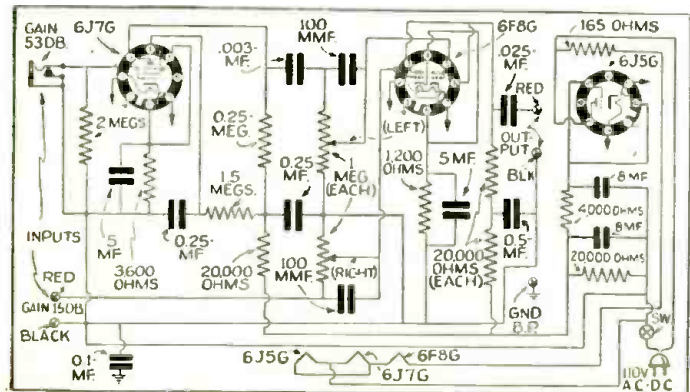 GAIN
53DB.
6J7G
100
MMF.
6F8G
165 OHMS
.003-
MF.
.025-
MF.
RED
6J5G
2 MEGS.
0.25-
MEG.
(LEFT)
OUT-
PUT
BLK
1.5
MEGS.
0.25
MF.
1
MEG
(EACH)
1,200
OHMS
5 MF.
8 MF.
4000 OHMS
8 MF.
20000 OHMS
INPUTS
5
MF
3600
OHMS
0.25-
MF
20,000
OHMS
100
MMF.
(RIGHT)
20,000
OHMS
(EACH)
0.5-
MF.
RED
GAIN 15DB.
BLACK
GND
B.P.
SW.
0.1
MF.
6J5G
6F8G
6J7G
110V
AC-DC